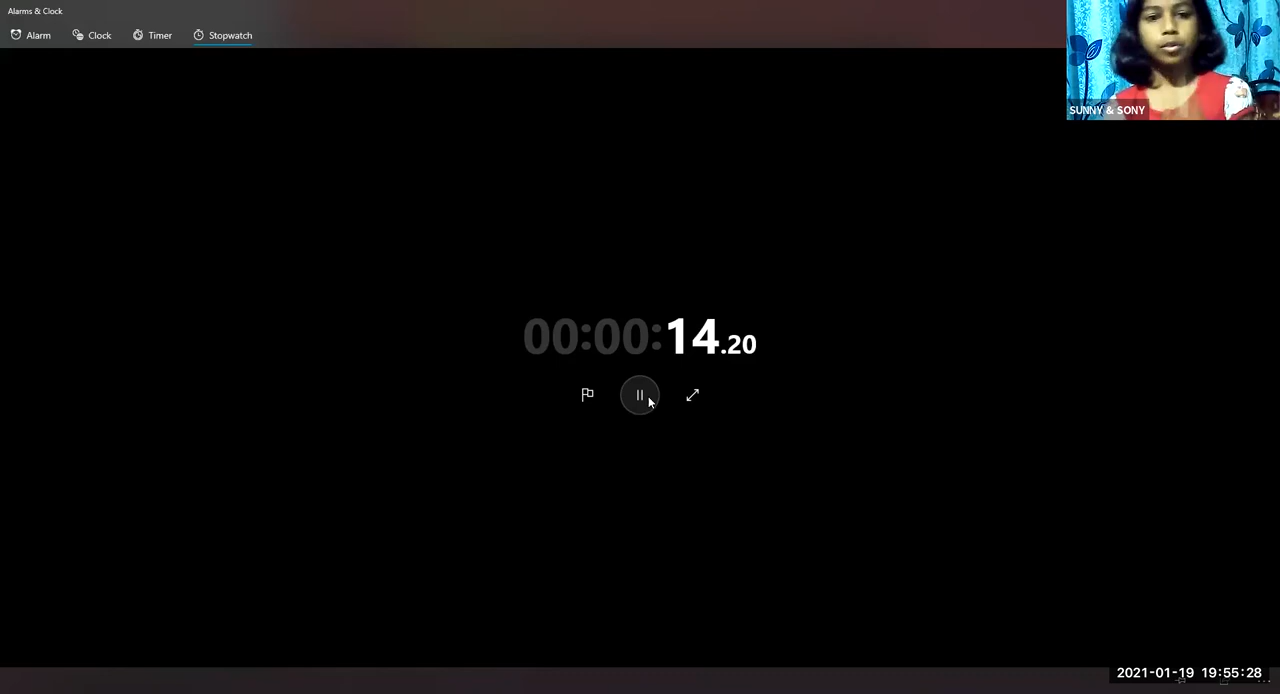 Alarms & Clock
Alarm Clock Timer Stopwatch
SUNNY & SONY
00:00:14.20
2021-01-19 19:55:28